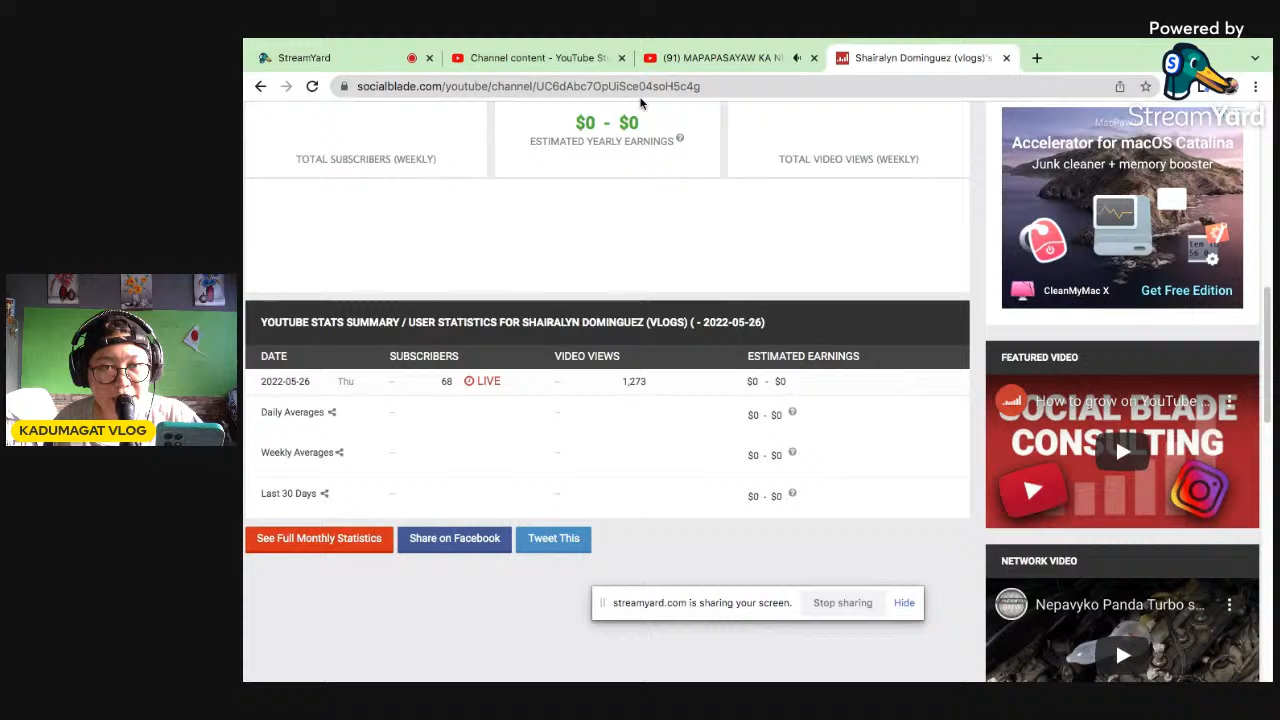 Powered by
StreamYard
StreamYard
Channel content - YouTube St
(91) MAPAPASAYAW KA N
Shairalyn Dominguez (vlogs)'s
socialblade.com/youtube/channel/UC6dAbc7OpUiSce04soH5c4g
$0 - $0
ESTIMATED YEARLY EARNINGS
TOTAL SUBSCRIBERS (WEEKLY)
TOTAL VIDEO VIEWS (WEEKLY)
Accelerator for macOS Catalina
Junk cleaner + memory booster
CleanMyMac X
Get Free Edition
YOUTUBE STATS SUMMARY / USER STATISTICS FOR SHAIRALYN DOMINGUEZ (VLOGS) ( - 2022-05-26)
DATE SUBSCRIBERS VIDEO VIEWS ESTIMATED EARNINGS
2022-05-26 Thu -- 68 LIVE -- 1,273 $0 - $0
Daily Averages -- -- $0 - $0
Weekly Averages -- -- $0 - $0
Last 30 Days -- -- $0 - $0
See Full Monthly Statistics
Share on Facebook
Tweet This
FEATURED VIDEO
How to grow on YouTube ...
SOCIAL BLADE
CONSULTING
NETWORK VIDEO
Nepavyko Panda Turbo s...
streamyard.com is sharing your screen.
Stop sharing
Hide
KADUMAGAT VLOG